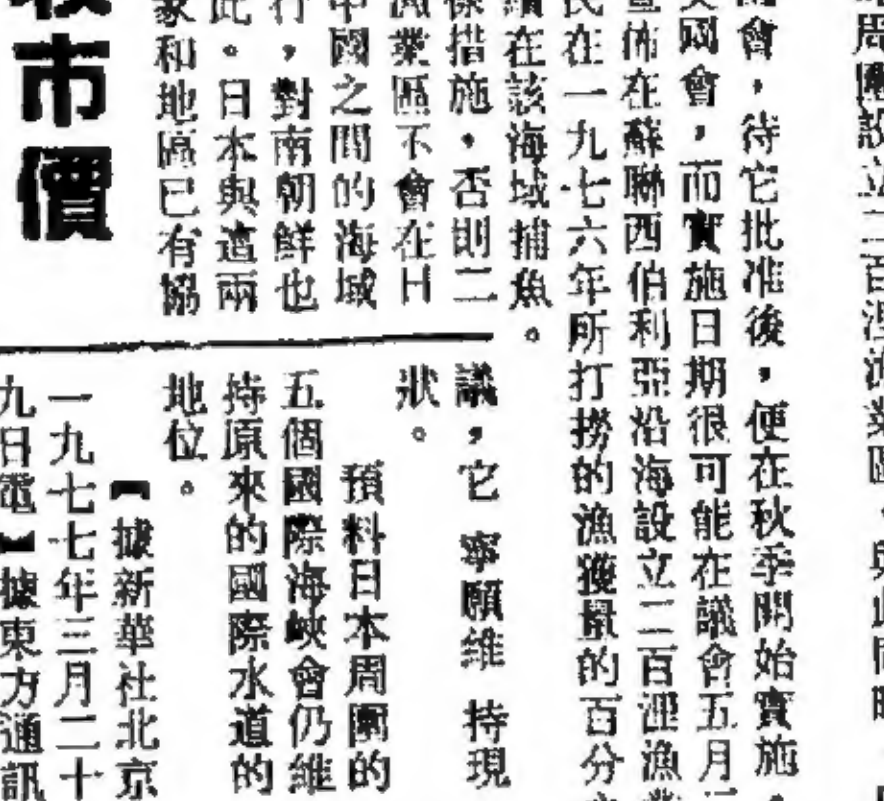 周圍設立二百浬漁業區，與此同時，
會，待它批准後，便在秋季開始實施。
國會，而實施日期很可能在議會五月
佈在蘇聯西伯利亞沿海設立二百浬漁業
民在一九七六年所打撈的漁獲量的百分
續在該海域捕魚。
保措施，否則二
漁業區不會在日
中國之間的海域
行，對南朝鮮也
此。日本與這兩
家和地區已有協
議，它寧願維持現
狀。
預料日本周圍的
五個國際海峽會仍維
持原來的國際水道的
地位。
【據新華社北京
一九七七年三月二十
九日電】據東方通訊
市價